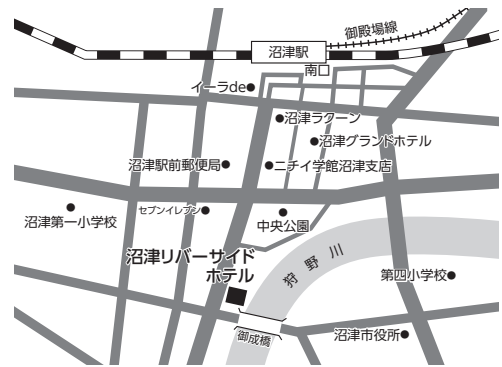 御殿場線
沼津駅
南口
イーラde
沼津ラクーン
沼津グランドホテル
沼津駅前郵便局
ニチイ学館沼津支店
セブンイレブン
沼津第一小学校
中央公園
沼津リバーサイド
ホテル
狩野川
第四小学校
御成橋
沼津市役所